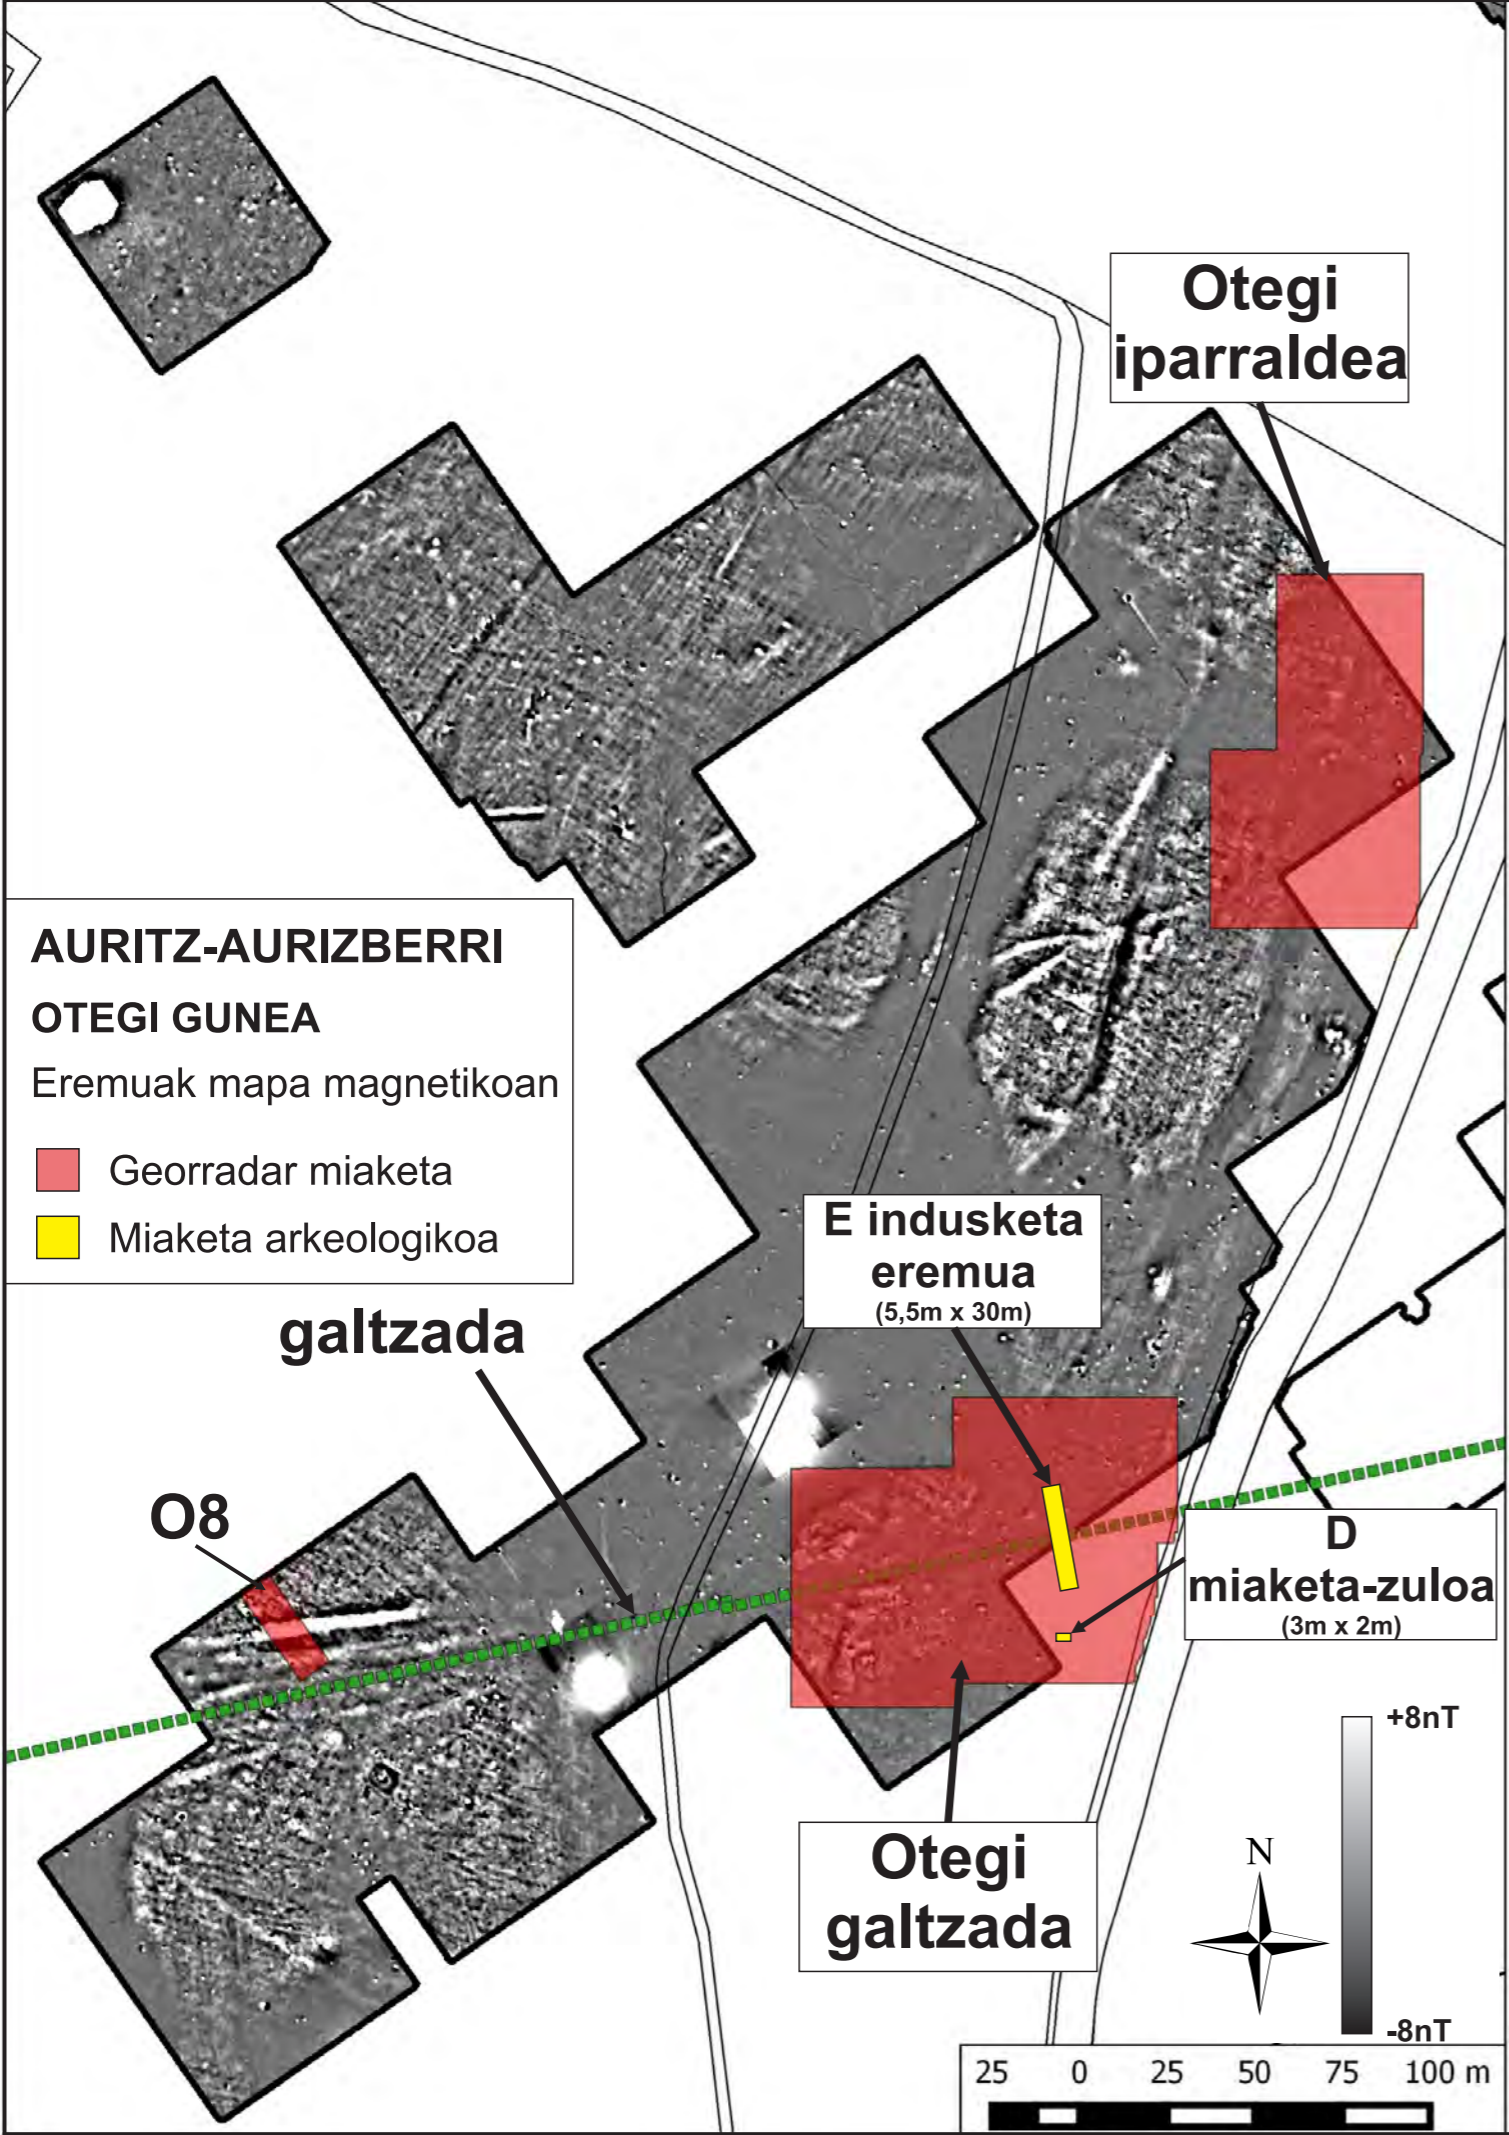 Otegi
iparraldea
AURITZ-AURIZBERRI
OTEGI GUNEA
Eremuak mapa magnetikoan
Georradar miaketa
Miaketa arkeologikoa
E indusketa
eremua
(5,5m x 30m)
galtzada
O8
D
miaketa-zuloa
(3m x 2m)
Otegi
galtzada
N
+8nT
-8nT
25 0 25 50 75 100 m